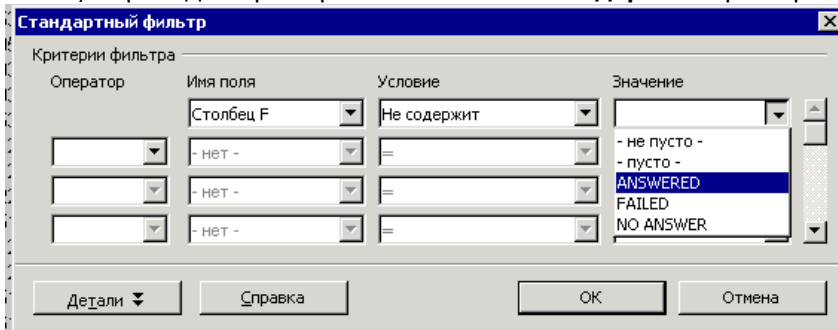 Стандартный фильтр
Критерии фильтра
Оператор Имя поля Условие Значение
Столбец F Не содержит
- нет - =
- нет - =
- нет - =
- не пусто -
- пусто -
ANSWERED
FAILED
NO ANSWER
Детали Справка OK Отмена